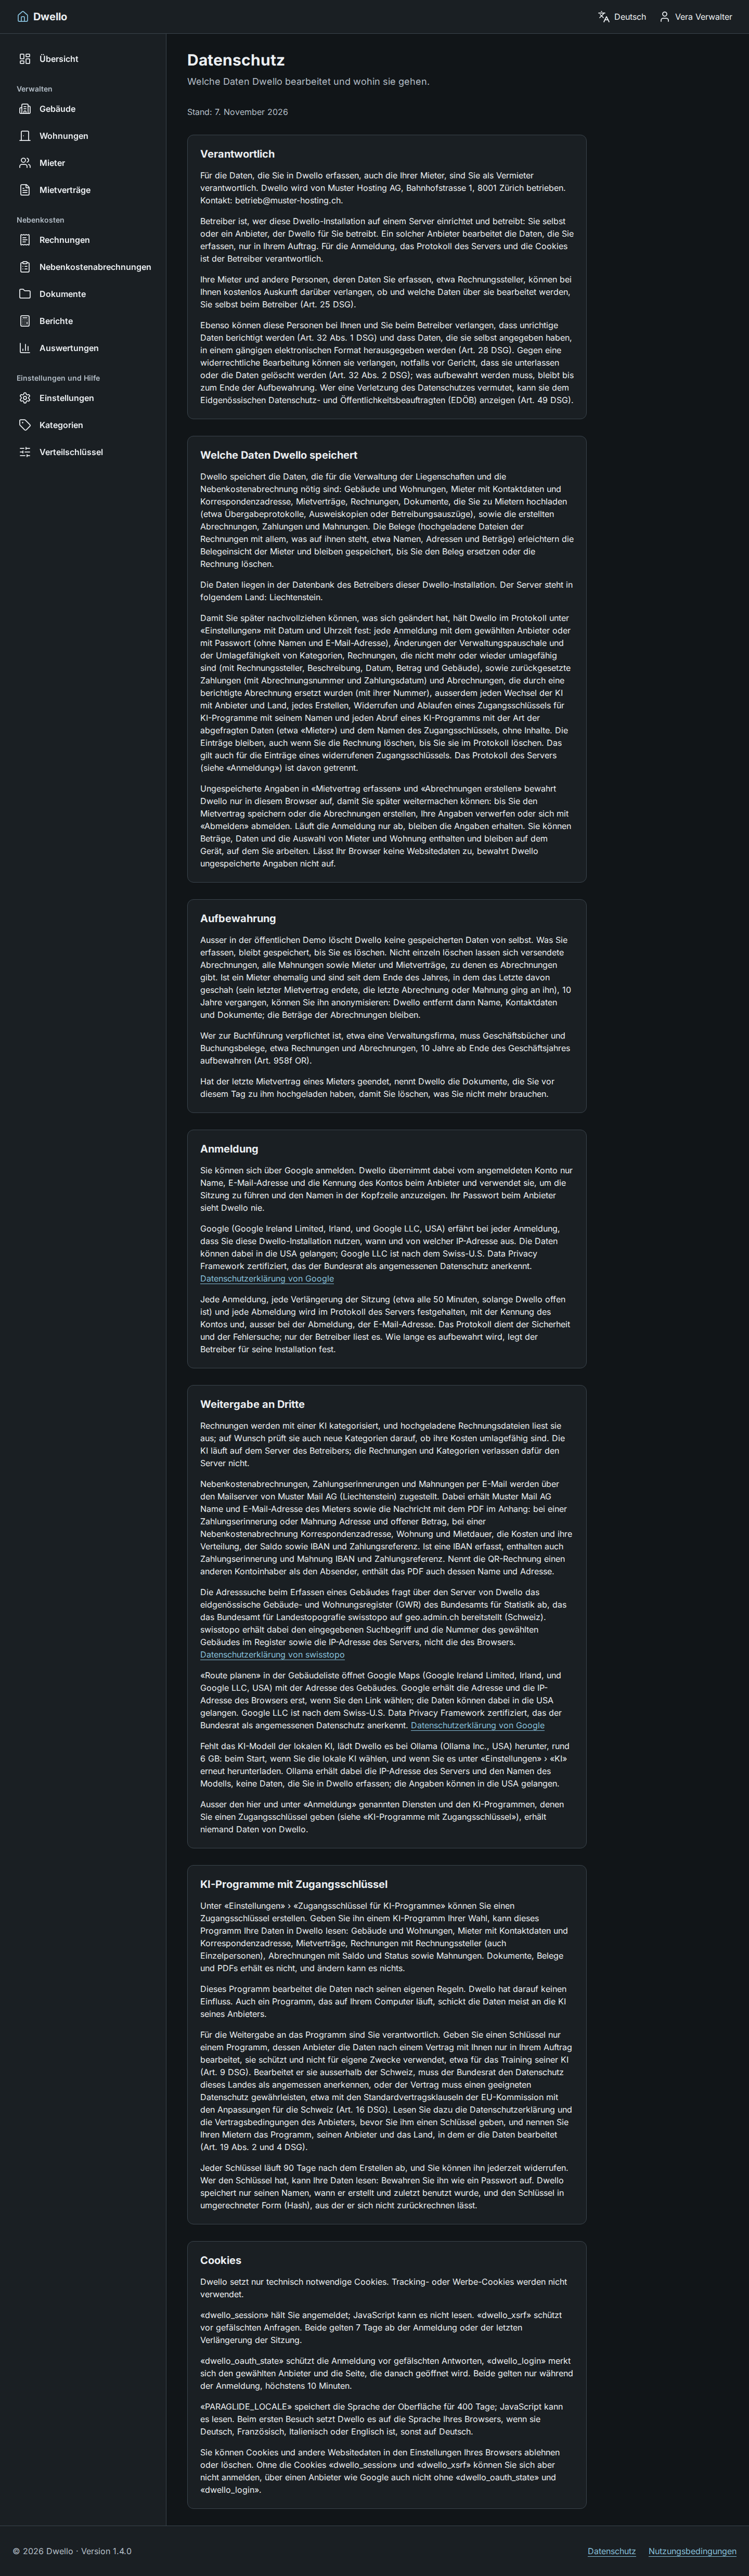 Dwello
Deutsch
Vera Verwalter
Übersicht
Verwalten
Gebäude
Wohnungen
Mieter
Mietverträge
Nebenkosten
Rechnungen
Nebenkostenabrechnungen
Dokumente
Berichte
Auswertungen
Einstellungen und Hilfe
Einstellungen
Kategorien
Verteilschlüssel
Datenschutz
Welche Daten Dwello bearbeitet und wohin sie gehen.
Stand: 7. November 2026
Verantwortlich
Für die Daten, die Sie in Dwello erfassen, auch die Ihrer Mieter, sind Sie als Vermieter
verantwortlich. Dwello wird von Muster Hosting AG, Bahnhofstrasse 1, 8001 Zürich betrieben.
Kontakt: betrieb@muster-hosting.ch.
Betreiber ist, wer diese Dwello-Installation auf einem Server einrichtet und betreibt: Sie selbst
oder ein Anbieter, der Dwello für Sie betreibt. Ein solcher Anbieter bearbeitet die Daten, die Sie
erfassen, nur in Ihrem Auftrag. Für die Anmeldung, das Protokoll des Servers und die Cookies
ist der Betreiber verantwortlich.
Ihre Mieter und andere Personen, deren Daten Sie erfassen, etwa Rechnungssteller, können bei
Ihnen kostenlos Auskunft darüber verlangen, ob und welche Daten über sie bearbeitet werden,
Sie selbst beim Betreiber (Art. 25 DSG).
Ebenso können diese Personen bei Ihnen und Sie beim Betreiber verlangen, dass unrichtige
Daten berichtigt werden (Art. 32 Abs. 1 DSG) und dass Daten, die sie selbst angegeben haben,
in einem gängigen elektronischen Format herausgegeben werden (Art. 28 DSG). Gegen eine
widerrechtliche Bearbeitung können sie verlangen, notfalls vor Gericht, dass sie unterlassen
oder die Daten gelöscht werden (Art. 32 Abs. 2 DSG); was aufbewahrt werden muss, bleibt bis
zum Ende der Aufbewahrung. Wer eine Verletzung des Datenschutzes vermutet, kann sie dem
Eidgenössischen Datenschutz- und Öffentlichkeitsbeauftragten (EDÖB) anzeigen (Art. 49 DSG).
Welche Daten Dwello speichert
Dwello speichert die Daten, die für die Verwaltung der Liegenschaften und die
Nebenkostenabrechnung nötig sind: Gebäude und Wohnungen, Mieter mit Kontaktdaten und
Korrespondenzadresse, Mietverträge, Rechnungen, Dokumente, die Sie zu Mietern hochladen
(etwa Übergabeprotokolle, Ausweiskopien oder Betreibungsauszüge), sowie die erstellten
Abrechnungen, Zahlungen und Mahnungen. Die Belege (hochgeladene Dateien der
Rechnungen mit allem, was auf ihnen steht, etwa Namen, Adressen und Beträge) erleichtern die
Belegeinsicht der Mieter und bleiben gespeichert, bis Sie den Beleg ersetzen oder die
Rechnung löschen.
Die Daten liegen in der Datenbank des Betreibers dieser Dwello-Installation. Der Server steht in
folgendem Land: Liechtenstein.
Damit Sie später nachvollziehen können, was sich geändert hat, hält Dwello im Protokoll unter
«Einstellungen» mit Datum und Uhrzeit fest: jede Anmeldung mit dem gewählten Anbieter oder
mit Passwort (ohne Namen und E-Mail-Adresse), Änderungen der Verwaltungspauschale und
der Umlagefähigkeit von Kategorien, Rechnungen, die nicht mehr oder wieder umlagefähig
sind (mit Rechnungssteller, Beschreibung, Datum, Betrag und Gebäude), sowie zurückgesetzte
Zahlungen (mit Abrechnungsnummer und Zahlungsdatum) und Abrechnungen, die durch eine
berichtigte Abrechnung ersetzt wurden (mit ihrer Nummer), ausserdem jeden Wechsel der KI
mit Anbieter und Land, jedes Erstellen, Widerrufen und Ablaufen eines Zugangsschlüssels für
KI-Programme mit seinem Namen und jeden Abruf eines KI-Programms mit der Art der
abgefragten Daten (etwa «Mieter») und dem Namen des Zugangsschlüssels, ohne Inhalte. Die
Einträge bleiben, auch wenn Sie die Rechnung löschen, bis Sie sie im Protokoll löschen. Das
gilt auch für die Einträge eines widerrufenen Zugangsschlüssels. Das Protokoll des Servers
(siehe «Anmeldung») ist davon getrennt.
Ungespeicherte Angaben in «Mietvertrag erfassen» und «Abrechnungen erstellen» bewahrt
Dwello nur in diesem Browser auf, damit Sie später weitermachen können: bis Sie den
Mietvertrag speichern oder die Abrechnungen erstellen, Ihre Angaben verwerfen oder sich mit
«Abmelden» abmelden. Läuft die Anmeldung nur ab, bleiben die Angaben erhalten. Sie können
Beträge, Daten und die Auswahl von Mieter und Wohnung enthalten und bleiben auf dem
Gerät, auf dem Sie arbeiten. Lässt Ihr Browser keine Websitedaten zu, bewahrt Dwello
ungespeicherte Angaben nicht auf.
Aufbewahrung
Ausser in der öffentlichen Demo löscht Dwello keine gespeicherten Daten von selbst. Was Sie
erfassen, bleibt gespeichert, bis Sie es löschen. Nicht einzeln löschen lassen sich versendete
Abrechnungen, alle Mahnungen sowie Mieter und Mietverträge, zu denen es Abrechnungen
gibt. Ist ein Mieter ehemalig und sind seit dem Ende des Jahres, in dem das Letzte davon
geschah (sein letzter Mietvertrag endete, die letzte Abrechnung oder Mahnung ging an ihn), 10
Jahre vergangen, können Sie ihn anonymisieren: Dwello entfernt dann Name, Kontaktdaten
und Dokumente; die Beträge der Abrechnungen bleiben.
Wer zur Buchführung verpflichtet ist, etwa eine Verwaltungsfirma, muss Geschäftsbücher und
Buchungsbelege, etwa Rechnungen und Abrechnungen, 10 Jahre ab Ende des Geschäftsjahres
aufbewahren (Art. 958f OR).
Hat der letzte Mietvertrag eines Mieters geendet, nennt Dwello die Dokumente, die Sie vor
diesem Tag zu ihm hochgeladen haben, damit Sie löschen, was Sie nicht mehr brauchen.
Anmeldung
Sie können sich über Google anmelden. Dwello übernimmt dabei vom angemeldeten Konto nur
Name, E-Mail-Adresse und die Kennung des Kontos beim Anbieter und verwendet sie, um die
Sitzung zu führen und den Namen in der Kopfzeile anzuzeigen. Ihr Passwort beim Anbieter
sieht Dwello nie.
Google (Google Ireland Limited, Irland, und Google LLC, USA) erfährt bei jeder Anmeldung,
dass Sie diese Dwello-Installation nutzen, wann und von welcher IP-Adresse aus. Die Daten
können dabei in die USA gelangen; Google LLC ist nach dem Swiss-U.S. Data Privacy
Framework zertifiziert, das der Bundesrat als angemessenen Datenschutz anerkennt.
Datenschutzerklärung von Google
Jede Anmeldung, jede Verlängerung der Sitzung (etwa alle 50 Minuten, solange Dwello offen
ist) und jede Abmeldung wird im Protokoll des Servers festgehalten, mit der Kennung des
Kontos und, ausser bei der Abmeldung, der E-Mail-Adresse. Das Protokoll dient der Sicherheit
und der Fehlersuche; nur der Betreiber liest es. Wie lange es aufbewahrt wird, legt der
Betreiber für seine Installation fest.
Weitergabe an Dritte
Rechnungen werden mit einer KI kategorisiert, und hochgeladene Rechnungsdateien liest sie
aus; auf Wunsch prüft sie auch neue Kategorien darauf, ob ihre Kosten umlagefähig sind. Die
KI läuft auf dem Server des Betreibers; die Rechnungen und Kategorien verlassen dafür den
Server nicht.
Nebenkostenabrechnungen, Zahlungserinnerungen und Mahnungen per E-Mail werden über
den Mailserver von Muster Mail AG (Liechtenstein) zugestellt. Dabei erhält Muster Mail AG
Name und E-Mail-Adresse des Mieters sowie die Nachricht mit dem PDF im Anhang: bei einer
Zahlungserinnerung oder Mahnung Adresse und offener Betrag, bei einer
Nebenkostenabrechnung Korrespondenzadresse, Wohnung und Mietdauer, die Kosten und ihre
Verteilung, der Saldo sowie IBAN und Zahlungsreferenz. Ist eine IBAN erfasst, enthalten auch
Zahlungserinnerung und Mahnung IBAN und Zahlungsreferenz. Nennt die QR-Rechnung einen
anderen Kontoinhaber als den Absender, enthält das PDF auch dessen Name und Adresse.
Die Adresssuche beim Erfassen eines Gebäudes fragt über den Server von Dwello das
eidgenössische Gebäude- und Wohnungsregister (GWR) des Bundesamts für Statistik ab, das
das Bundesamt für Landestopografie swisstopo auf geo.admin.ch bereitstellt (Schweiz).
swisstopo erhält dabei den eingegebenen Suchbegriff und die Nummer des gewählten
Gebäudes im Register sowie die IP-Adresse des Servers, nicht die des Browsers.
Datenschutzerklärung von swisstopo
«Route planen» in der Gebäudeliste öffnet Google Maps (Google Ireland Limited, Irland, und
Google LLC, USA) mit der Adresse des Gebäudes. Google erhält die Adresse und die IP-
Adresse des Browsers erst, wenn Sie den Link wählen; die Daten können dabei in die USA
gelangen. Google LLC ist nach dem Swiss-U.S. Data Privacy Framework zertifiziert, das der
Bundesrat als angemessenen Datenschutz anerkennt. Datenschutzerklärung von Google
Fehlt das KI-Modell der lokalen KI, lädt Dwello es bei Ollama (Ollama Inc., USA) herunter, rund
6 GB: beim Start, wenn Sie die lokale KI wählen, und wenn Sie es unter «Einstellungen» › «KI»
erneut herunterladen. Ollama erhält dabei die IP-Adresse des Servers und den Namen des
Modells, keine Daten, die Sie in Dwello erfassen; die Angaben können in die USA gelangen.
Ausser den hier und unter «Anmeldung» genannten Diensten und den KI-Programmen, denen
Sie einen Zugangsschlüssel geben (siehe «KI-Programme mit Zugangsschlüssel»), erhält
niemand Daten von Dwello.
KI-Programme mit Zugangsschlüssel
Unter «Einstellungen» › «Zugangsschlüssel für KI-Programme» können Sie einen
Zugangsschlüssel erstellen. Geben Sie ihn einem KI-Programm Ihrer Wahl, kann dieses
Programm Ihre Daten in Dwello lesen: Gebäude und Wohnungen, Mieter mit Kontaktdaten und
Korrespondenzadresse, Mietverträge, Rechnungen mit Rechnungssteller (auch
Einzelpersonen), Abrechnungen mit Saldo und Status sowie Mahnungen. Dokumente, Belege
und PDFs erhält es nicht, und ändern kann es nichts.
Dieses Programm bearbeitet die Daten nach seinen eigenen Regeln. Dwello hat darauf keinen
Einfluss. Auch ein Programm, das auf Ihrem Computer läuft, schickt die Daten meist an die KI
seines Anbieters.
Für die Weitergabe an das Programm sind Sie verantwortlich. Geben Sie einen Schlüssel nur
einem Programm, dessen Anbieter die Daten nach einem Vertrag mit Ihnen nur in Ihrem Auftrag
bearbeitet, sie schützt und nicht für eigene Zwecke verwendet, etwa für das Training seiner KI
(Art. 9 DSG). Bearbeitet er sie ausserhalb der Schweiz, muss der Bundesrat den Datenschutz
dieses Landes als angemessen anerkennen, oder der Vertrag muss einen geeigneten
Datenschutz gewährleisten, etwa mit den Standardvertragsklauseln der EU-Kommission mit
den Anpassungen für die Schweiz (Art. 16 DSG). Lesen Sie dazu die Datenschutzerklärung und
die Vertragsbedingungen des Anbieters, bevor Sie ihm einen Schlüssel geben, und nennen Sie
Ihren Mietern das Programm, seinen Anbieter und das Land, in dem er die Daten bearbeitet
(Art. 19 Abs. 2 und 4 DSG).
Jeder Schlüssel läuft 90 Tage nach dem Erstellen ab, und Sie können ihn jederzeit widerrufen.
Wer den Schlüssel hat, kann Ihre Daten lesen: Bewahren Sie ihn wie ein Passwort auf. Dwello
speichert nur seinen Namen, wann er erstellt und zuletzt benutzt wurde, und den Schlüssel in
umgerechneter Form (Hash), aus der er sich nicht zurückrechnen lässt.
Cookies
Dwello setzt nur technisch notwendige Cookies. Tracking- oder Werbe-Cookies werden nicht
verwendet.
«dwello_session» hält Sie angemeldet; JavaScript kann es nicht lesen. «dwello_xsrf» schützt
vor gefälschten Anfragen. Beide gelten 7 Tage ab der Anmeldung oder der letzten
Verlängerung der Sitzung.
«dwello_oauth_state» schützt die Anmeldung vor gefälschten Antworten, «dwello_login» merkt
sich den gewählten Anbieter und die Seite, die danach geöffnet wird. Beide gelten nur während
der Anmeldung, höchstens 10 Minuten.
«PARAGLIDE_LOCALE» speichert die Sprache der Oberfläche für 400 Tage; JavaScript kann
es lesen. Beim ersten Besuch setzt Dwello es auf die Sprache Ihres Browsers, wenn sie
Deutsch, Französisch, Italienisch oder Englisch ist, sonst auf Deutsch.
Sie können Cookies und andere Websitedaten in den Einstellungen Ihres Browsers ablehnen
oder löschen. Ohne die Cookies «dwello_session» und «dwello_xsrf» können Sie sich aber
nicht anmelden, über einen Anbieter wie Google auch nicht ohne «dwello_oauth_state» und
«dwello_login».
© 2026 Dwello · Version 1.4.0
Datenschutz
Nutzungsbedingungen